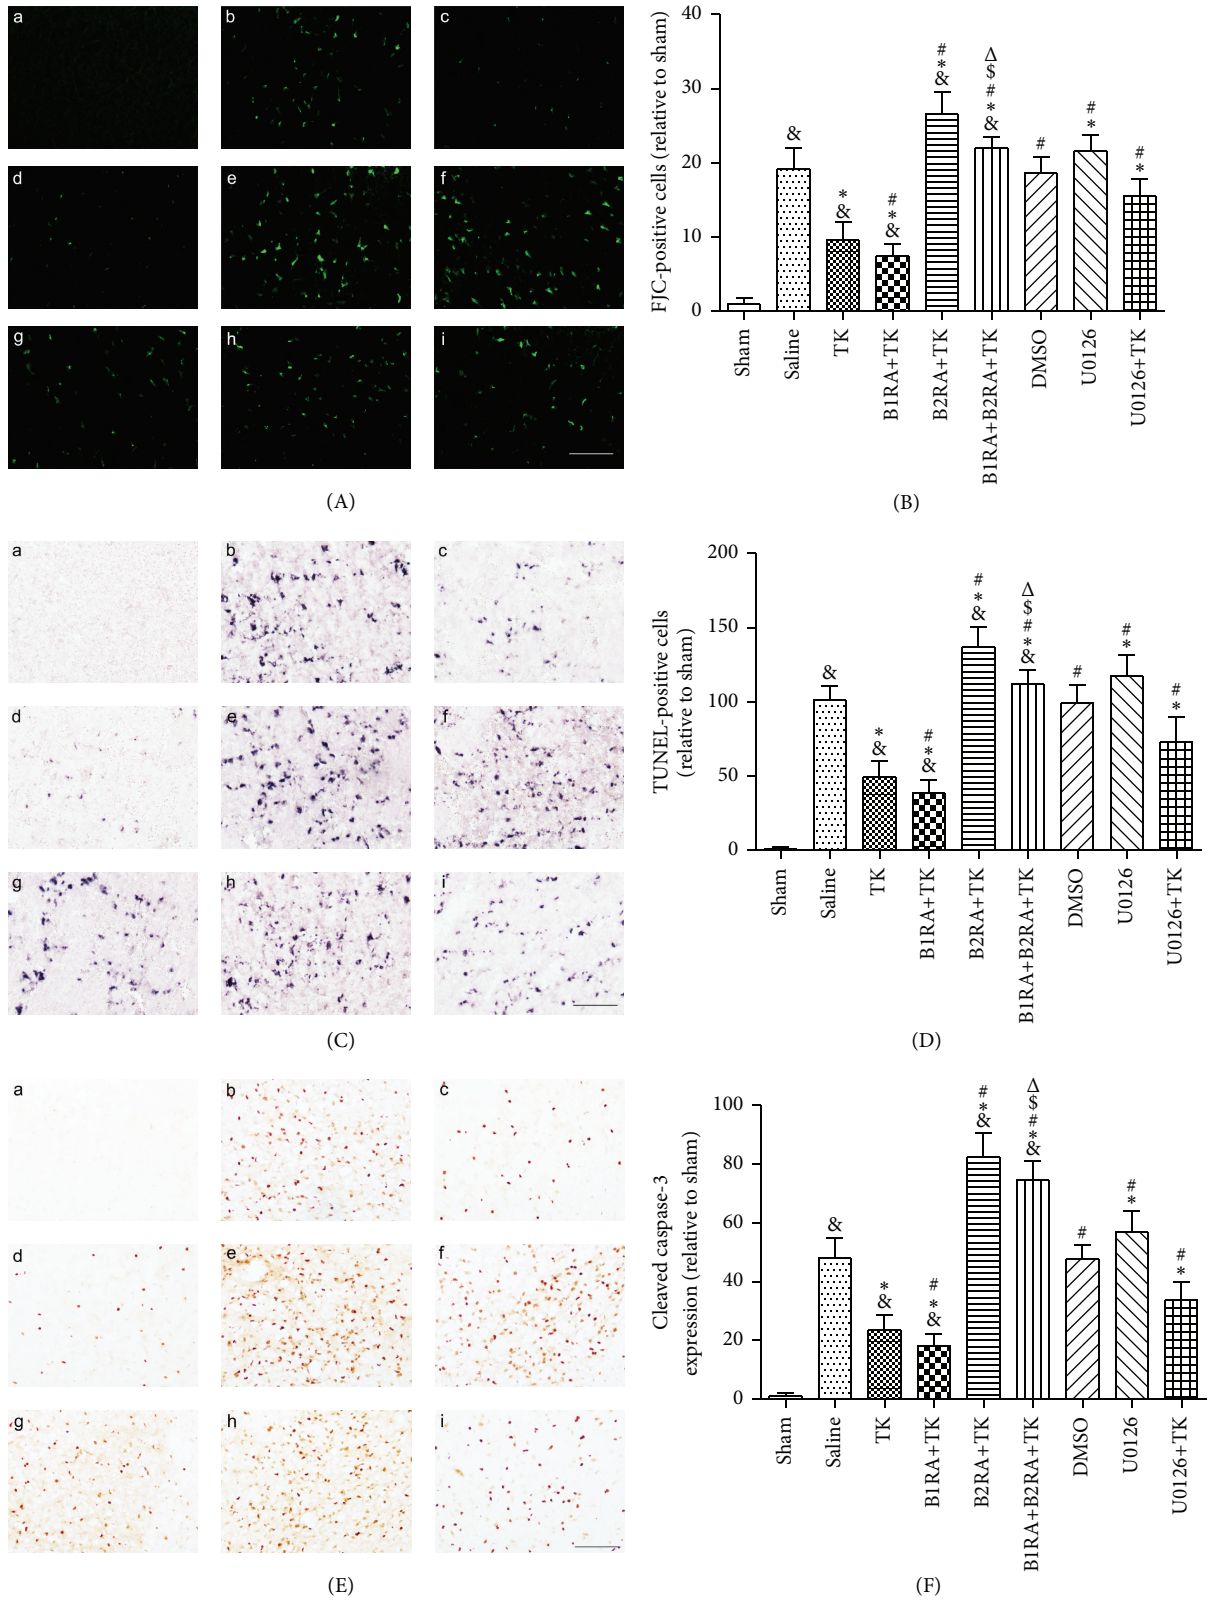 a
b
c
d
e
f
g
h
i
(A)
FJC-positive cells (relative to sham)
40
30
20
10
0
&
*
&
#
*
&
#
*
&
Δ
$
#
*
&
#
#
*
#
*
Sham
Saline
TK
B1RA+TK
B2RA+TK
B1RA+B2RA+TK
DMSO
U0126
U0126+TK
(B)
a
b
c
d
e
f
g
h
i
(C)
TUNEL-positive cells
(relative to sham)
200
150
100
50
0
&
*
&
#
*
&
#
*
&
Δ
$
#
*
&
#
#
*
#
*
Sham
Saline
TK
B1RA+TK
B2RA+TK
B1RA+B2RA+TK
DMSO
U0126
U0126+TK
(D)
a
b
c
d
e
f
g
h
i
(E)
Cleaved caspase-3
expression (relative to sham)
100
80
60
40
20
0
&
*
&
#
*
&
#
*
&
Δ
$
#
*
&
#
#
*
#
*
Sham
Saline
TK
B1RA+TK
B2RA+TK
B1RA+B2RA+TK
DMSO
U0126
U0126+TK
(F)